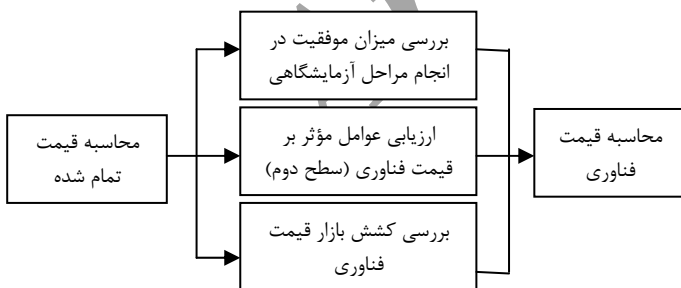 بررسی میزان موفقیت در
انجام مراحل آزمایشگاهی
محاسبه قیمت
تمام شده
ارزیابی عوامل مؤثر بر
قیمت فناوری (سطح دوم)
محاسبه قیمت
فناوری
بررسی کشش بازار قیمت
فناوری